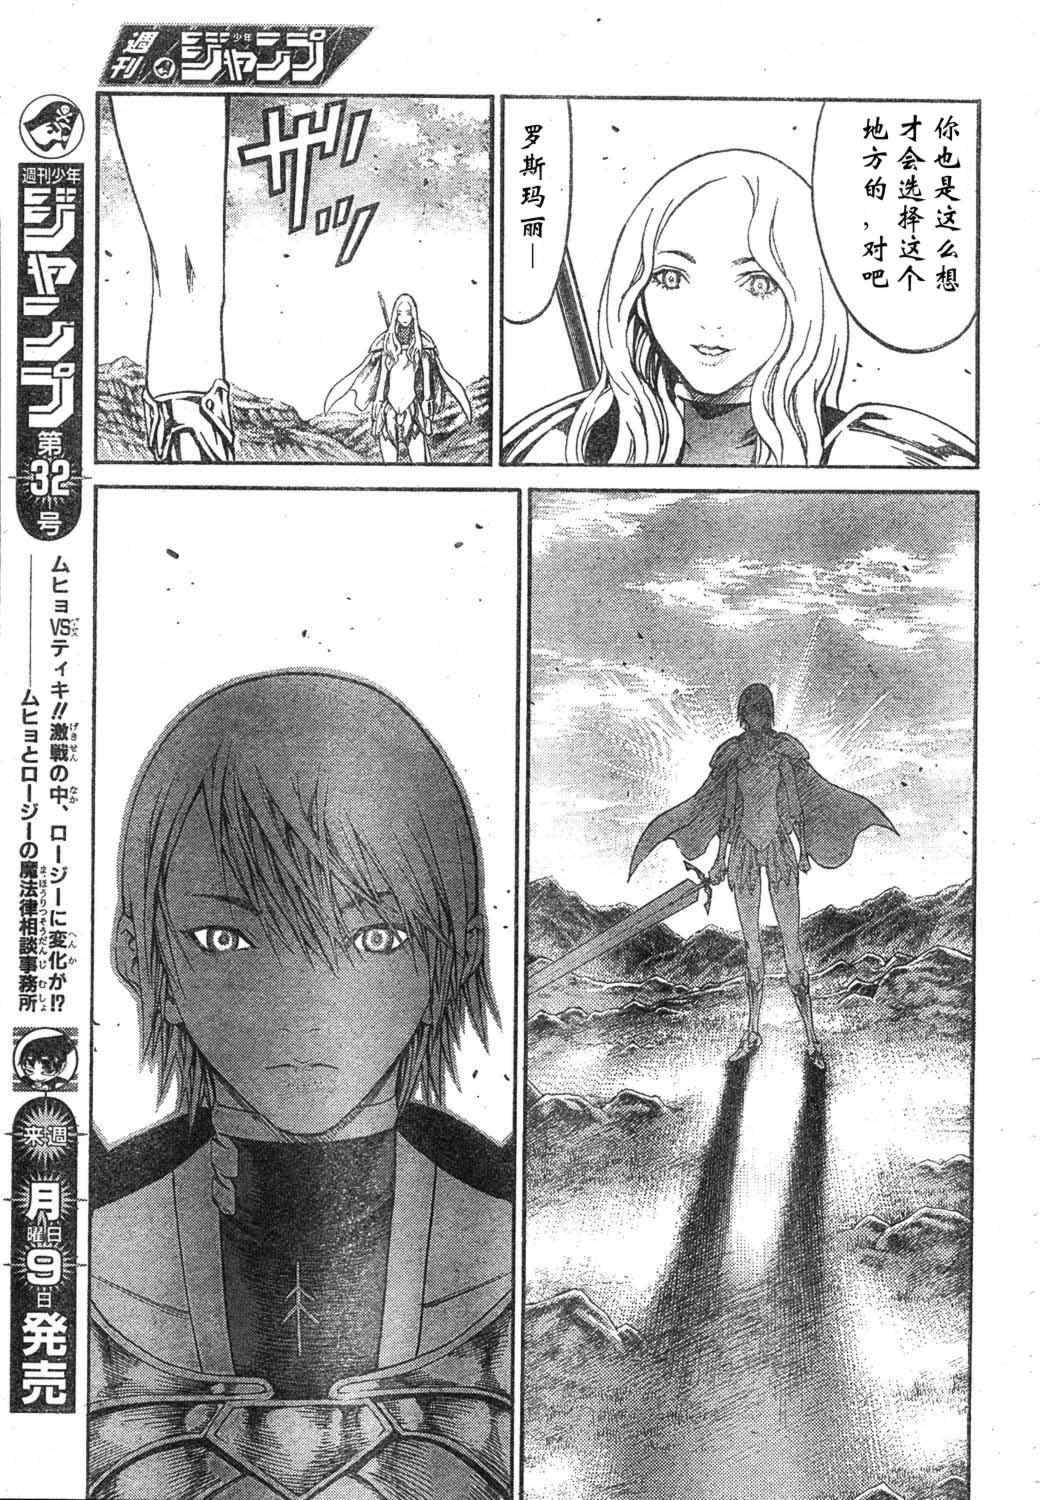 週刊少年ジャンプ
你也是这么想
才会选择这个
地方的，对吧
罗斯玛丽—
ザッ
週刊少年
ジャンプ
第
32
号
ムヒョVSティキ!!激戦の中、ロージーに変化が!?
——ムヒョとロージーの魔法律相談事務所
来週
月
曜日
9
日
発売